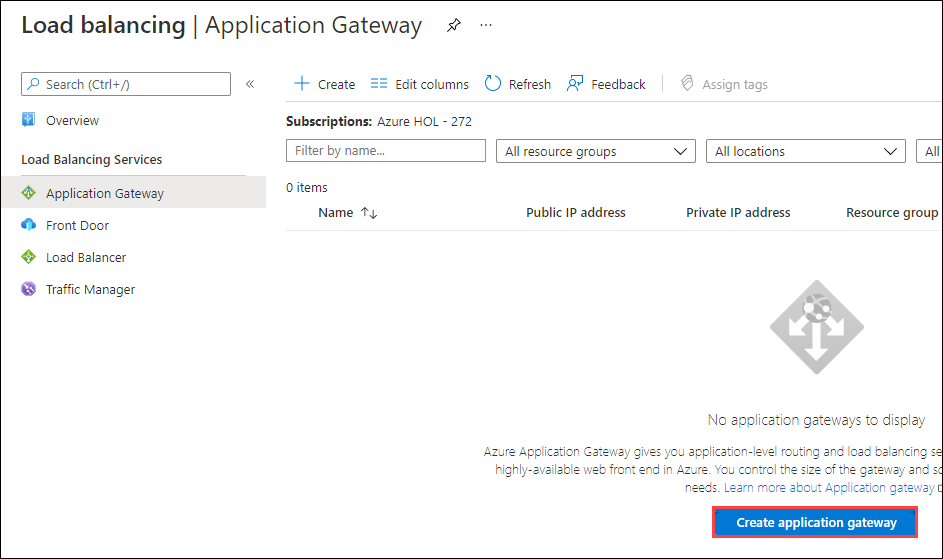 Load balancing | Application Gateway ...
Search (Ctrl+/) «
Overview
Load Balancing Services
Application Gateway
Front Door
Load Balancer
Traffic Manager
Create Edit columns Refresh Feedback Assign tags
Subscriptions: Azure HOL - 272
Filter by name... All resource groups All locations All
0 items
Name ↑↓ Public IP address Private IP address Resource group
No application gateways to display
Azure Application Gateway gives you application-level routing and load balancing se
highly-available web front end in Azure. You control the size of the gateway and sc
needs. Learn more about Application gateway
Create application gateway